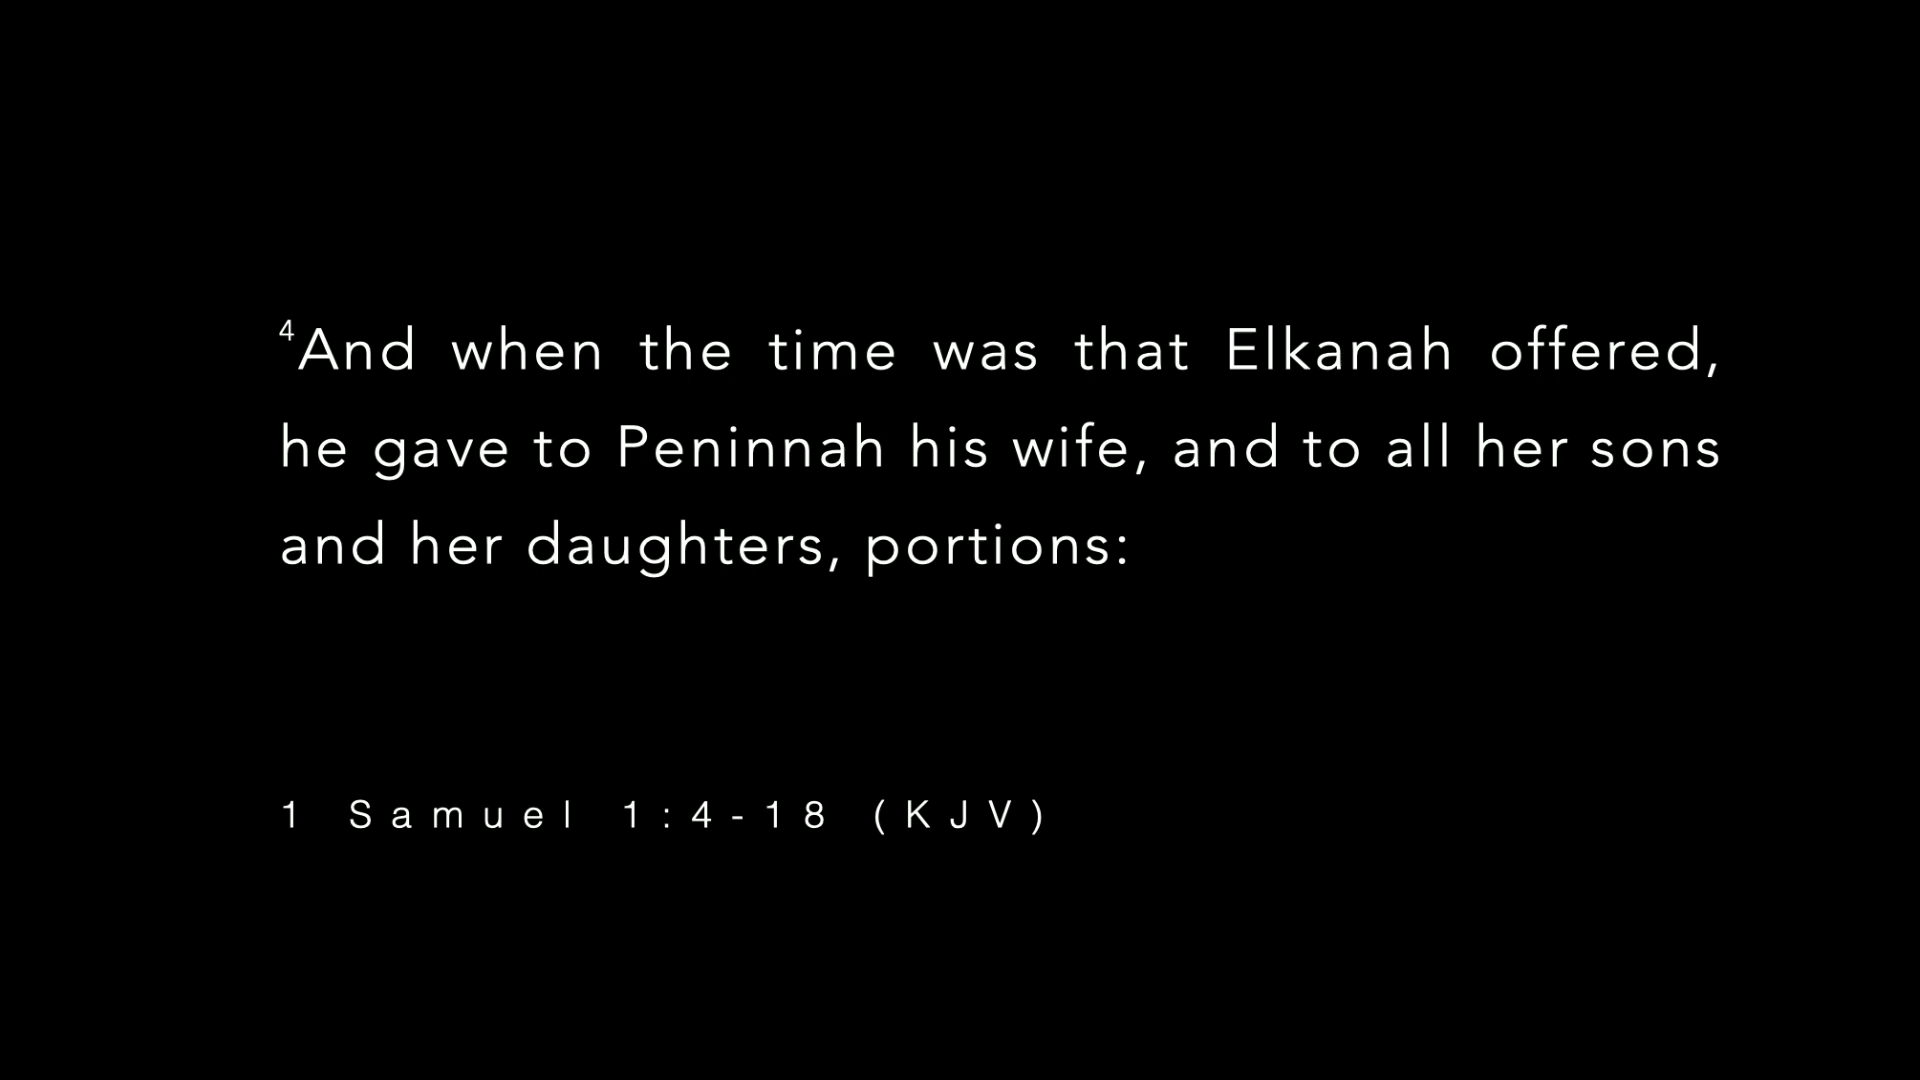 4And when the time was that Elkanah offered,
he gave to Peninnah his wife, and to all her sons
and her daughters, portions:
1 Samuel 1:4-18 (KJV)